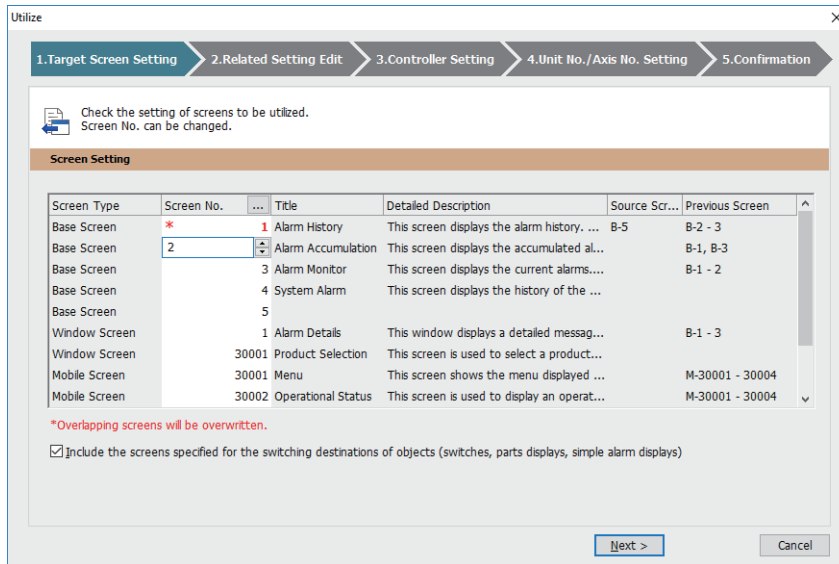 Utilize
1.Target Screen Setting 2.Related Setting Edit 3.Controller Setting 4.Unit No./Axis No. Setting 5.Confirmation
Check the setting of screens to be utilized.
Screen No. can be changed.
Screen Setting
Screen Type Screen No. ... Title Detailed Description Source Scr... Previous Screen
Base Screen * 1 Alarm History This screen displays the alarm history. ... B-5 B-2 - 3
Base Screen 2 Alarm Accumulation This screen displays the accumulated al... B-1, B-3
Base Screen 3 Alarm Monitor This screen displays the current alarms.... B-1 - 2
Base Screen 4 System Alarm This screen displays the history of the ...
Base Screen 5
Window Screen 1 Alarm Details This window displays a detailed messag... B-1 - 3
Window Screen 30001 Product Selection This screen is used to select a product...
Mobile Screen 30001 Menu This screen shows the menu displayed ... M-30001 - 30004
Mobile Screen 30002 Operational Status This screen is used to display an operat... M-30001 - 30004
*Overlapping screens will be overwritten.
Include the screens specified for the switching destinations of objects (switches, parts displays, simple alarm displays)
Next > Cancel